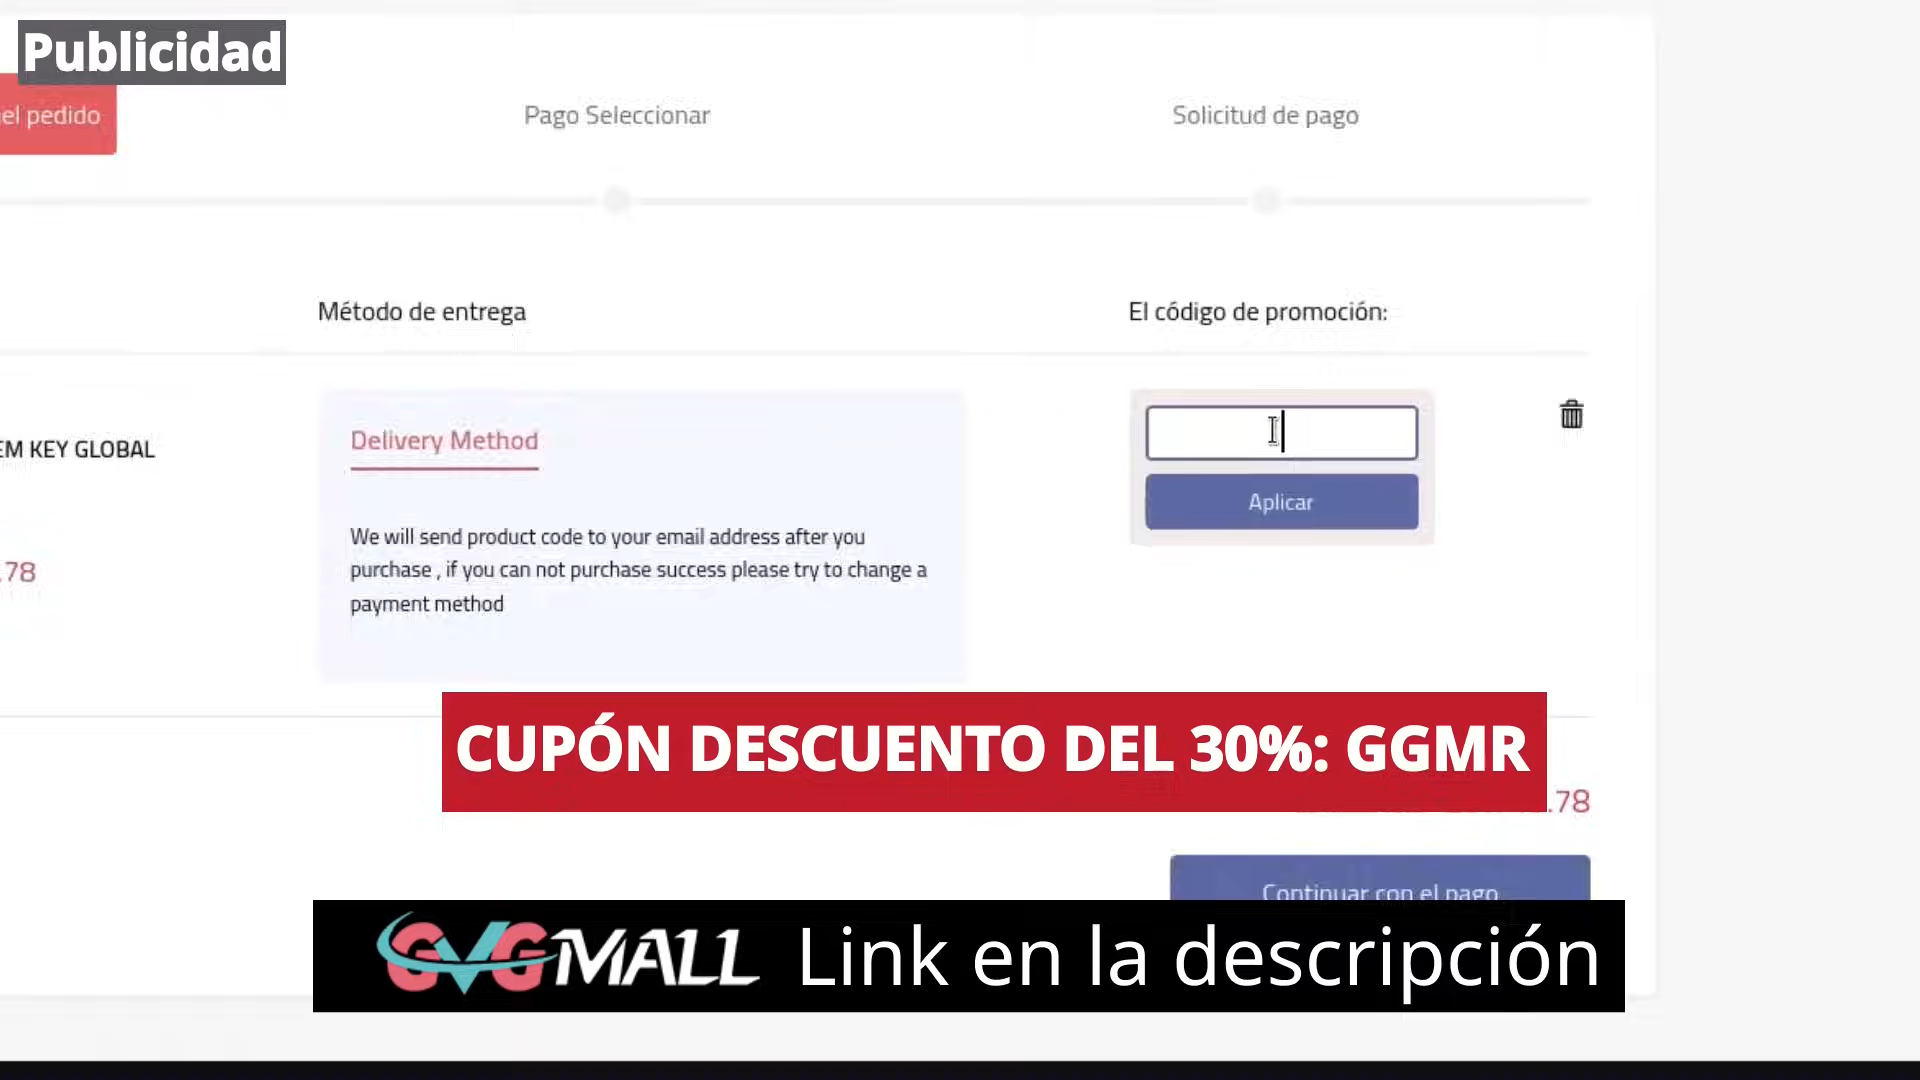 Publicidad
el pedido
Pago Seleccionar
Solicitud de pago
Método de entrega
El código de promoción:
EM KEY GLOBAL
Delivery Method
Aplicar
We will send product code to your email address after you
purchase , if you can not purchase success please try to change a
payment method
.78
CUPÓN DESCUENTO DEL 30%: GGMR
.78
Continuar con el pago
GVGMALL Link en la descripción